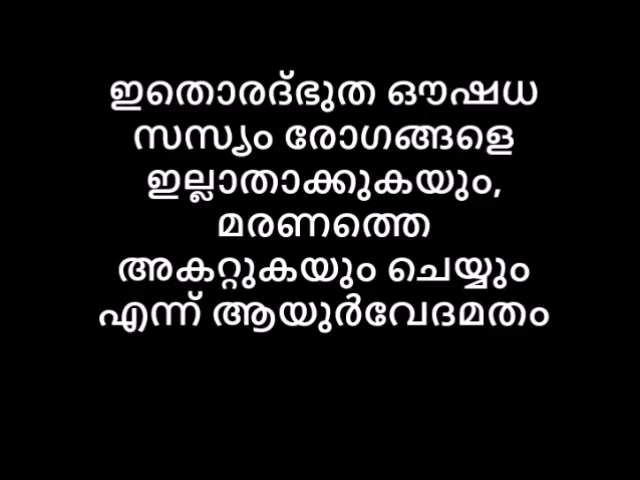 ഇതൊരദ്ഭുത ഔഷധ
സസ്യം രോഗങ്ങളെ
ഇല്ലാതാക്കുകയും,
മരണത്തെ
അകറ്റുകയും ചെയ്യും
എന്ന് ആയുർവേദമതം